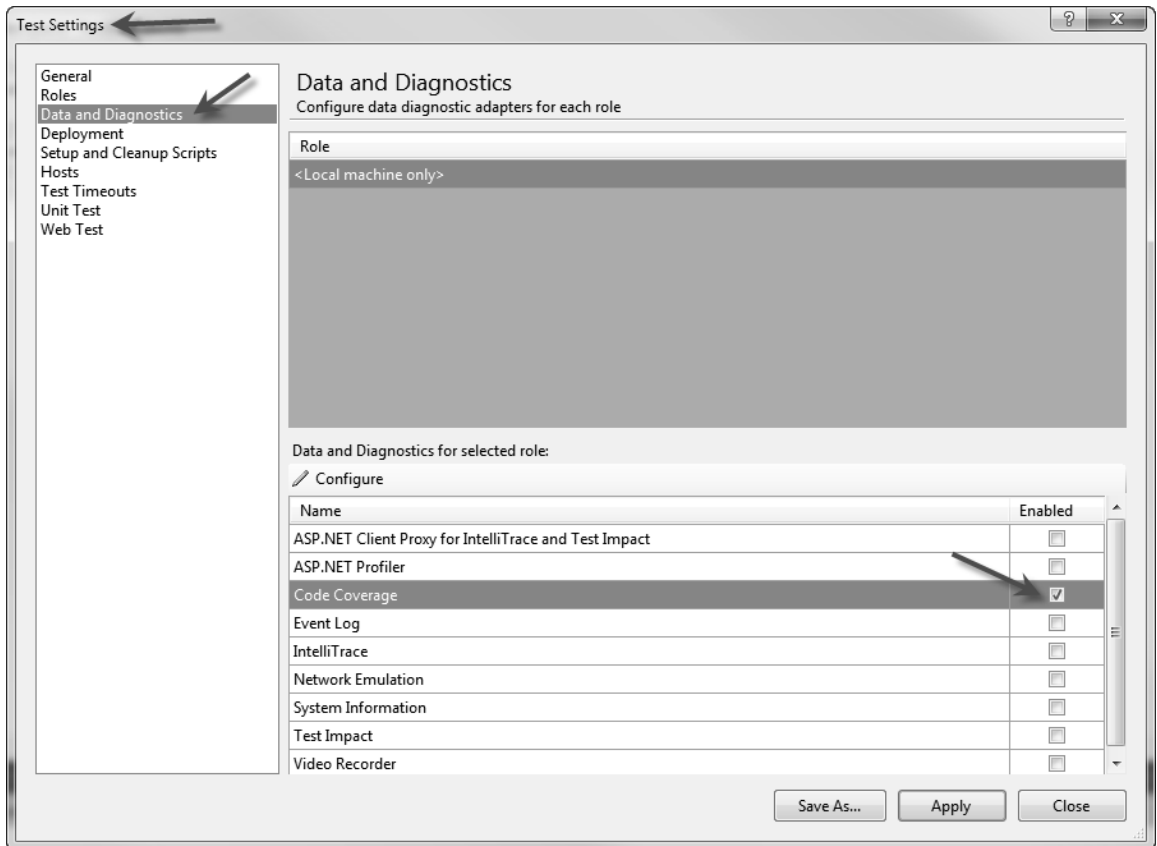 Test Settings
General
Roles
Data and Diagnostics
Deployment
Setup and Cleanup Scripts
Hosts
Test Timeouts
Unit Test
Web Test
Data and Diagnostics
Configure data diagnostic adapters for each role
Role
<Local machine only>
Data and Diagnostics for selected role:
Configure
Name Enabled
ASP.NET Client Proxy for IntelliTrace and Test Impact
ASP.NET Profiler
Code Coverage
Event Log
IntelliTrace
Network Emulation
System Information
Test Impact
Video Recorder
Save As... Apply Close